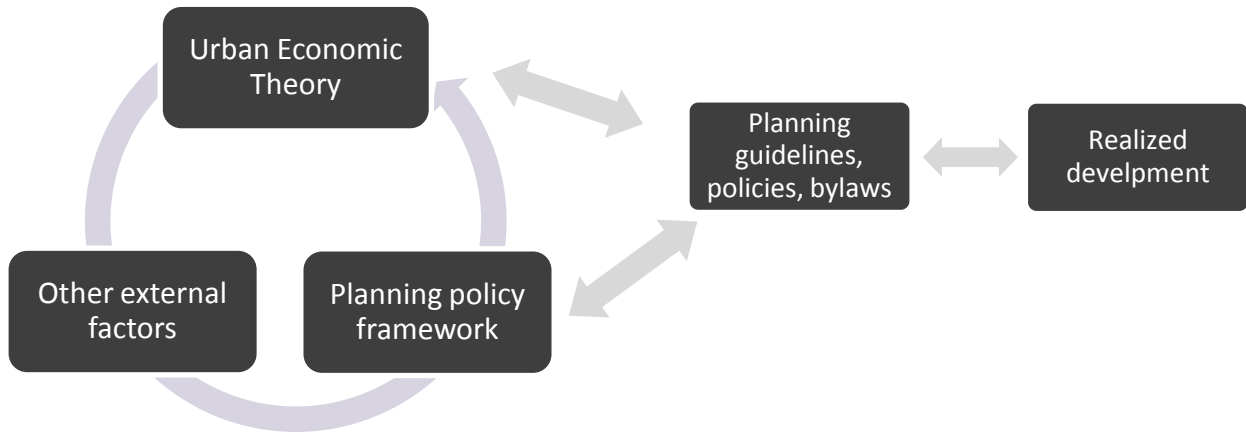 Urban Economic
Theory
Planning
guidelines,
policies, bylaws
Realized
develpment
Other external
factors
Planning policy
framework